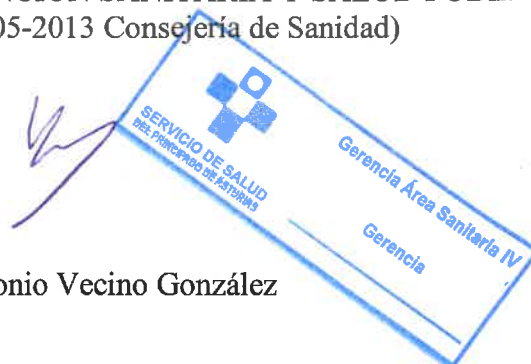 05-2013 Consejería de Sanidad)
SERVICIO DE SALUD
DEL PRINCIPADO DE ASTURIAS
Gerencia Área Sanitaria IV
Gerencia
onio Vecino González